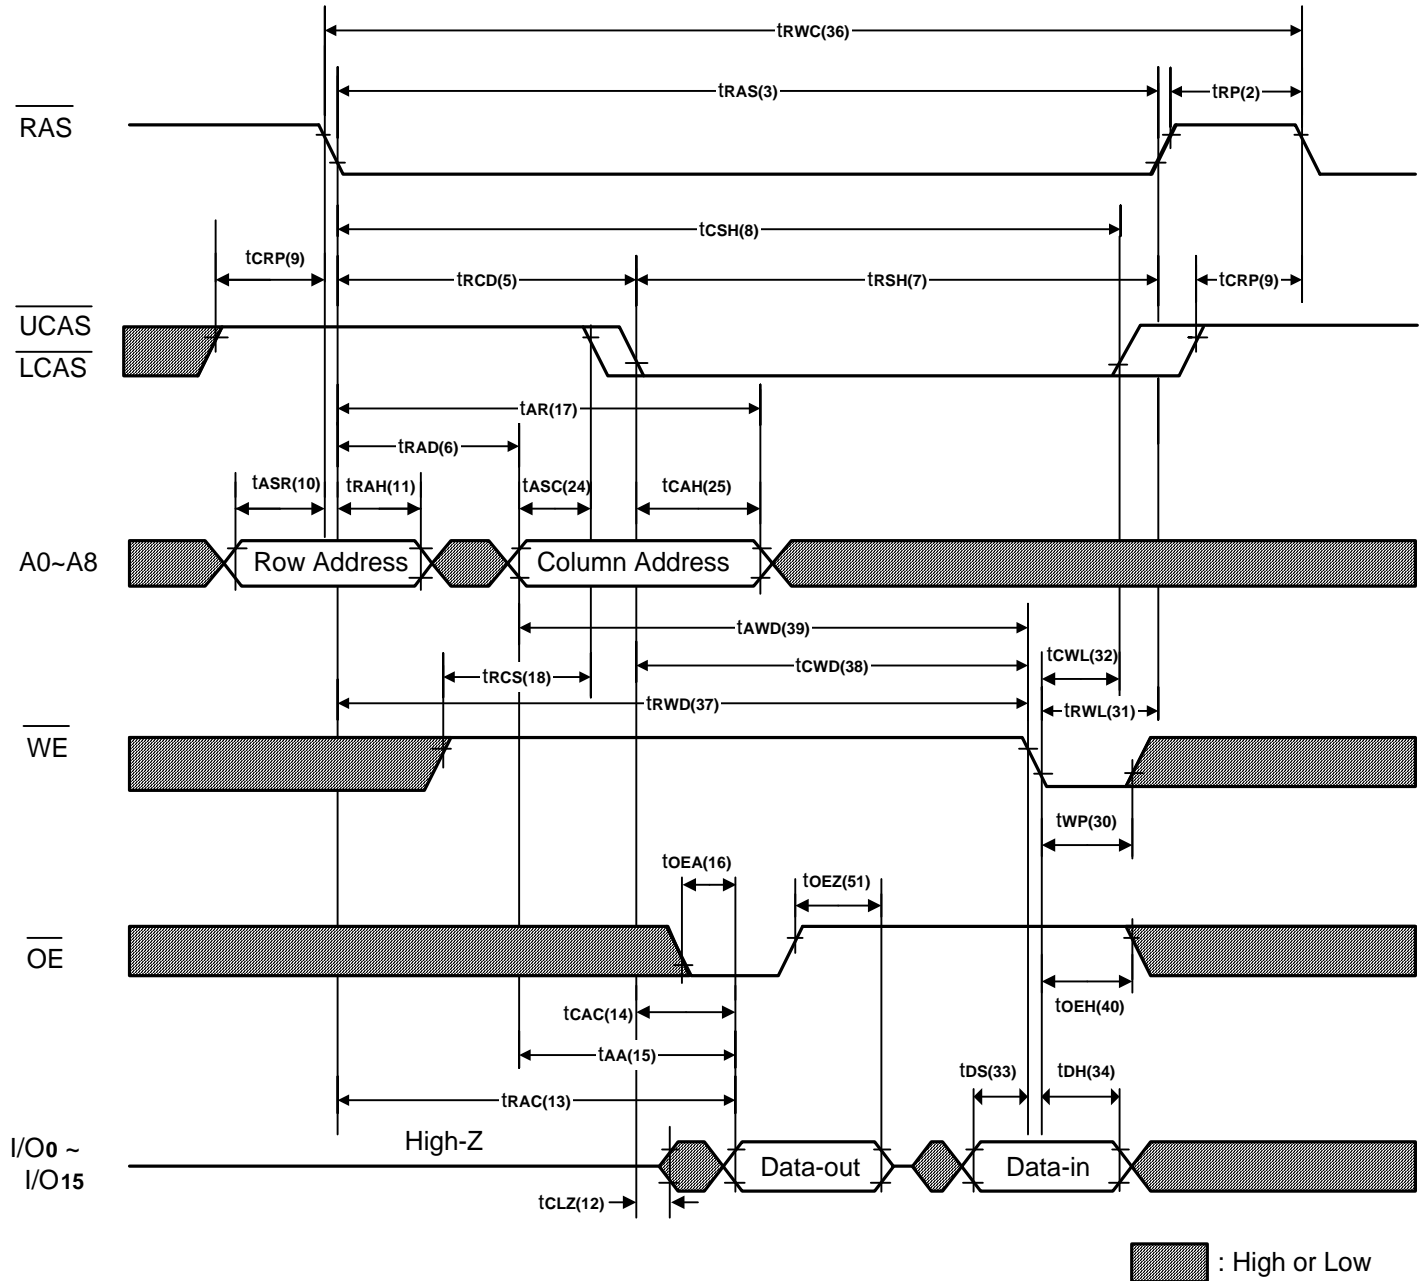 tRWC(36)
tRAS(3)
tRP(2)
RAS
tCSH(8)
tCRP(9)
tRCD(5)
tRSH(7)
tCRP(9)
UCAS
LCAS
tAR(17)
tRAD(6)
tASR(10)
tRAH(11)
tASC(24)
tCAH(25)
A0~A8
Row Address
Column Address
tAWD(39)
tCWD(38)
tCWL(32)
tRCS(18)
tRWD(37)
tRWL(31)
WE
tWP(30)
tOEA(16)
tOEZ(51)
OE
tCAC(14)
tOEH(40)
tAA(15)
tDS(33)
tDH(34)
tRAC(13)
I/O0 ~
I/O15
High-Z
Data-out
Data-in
tCLZ(12)
: High or Low